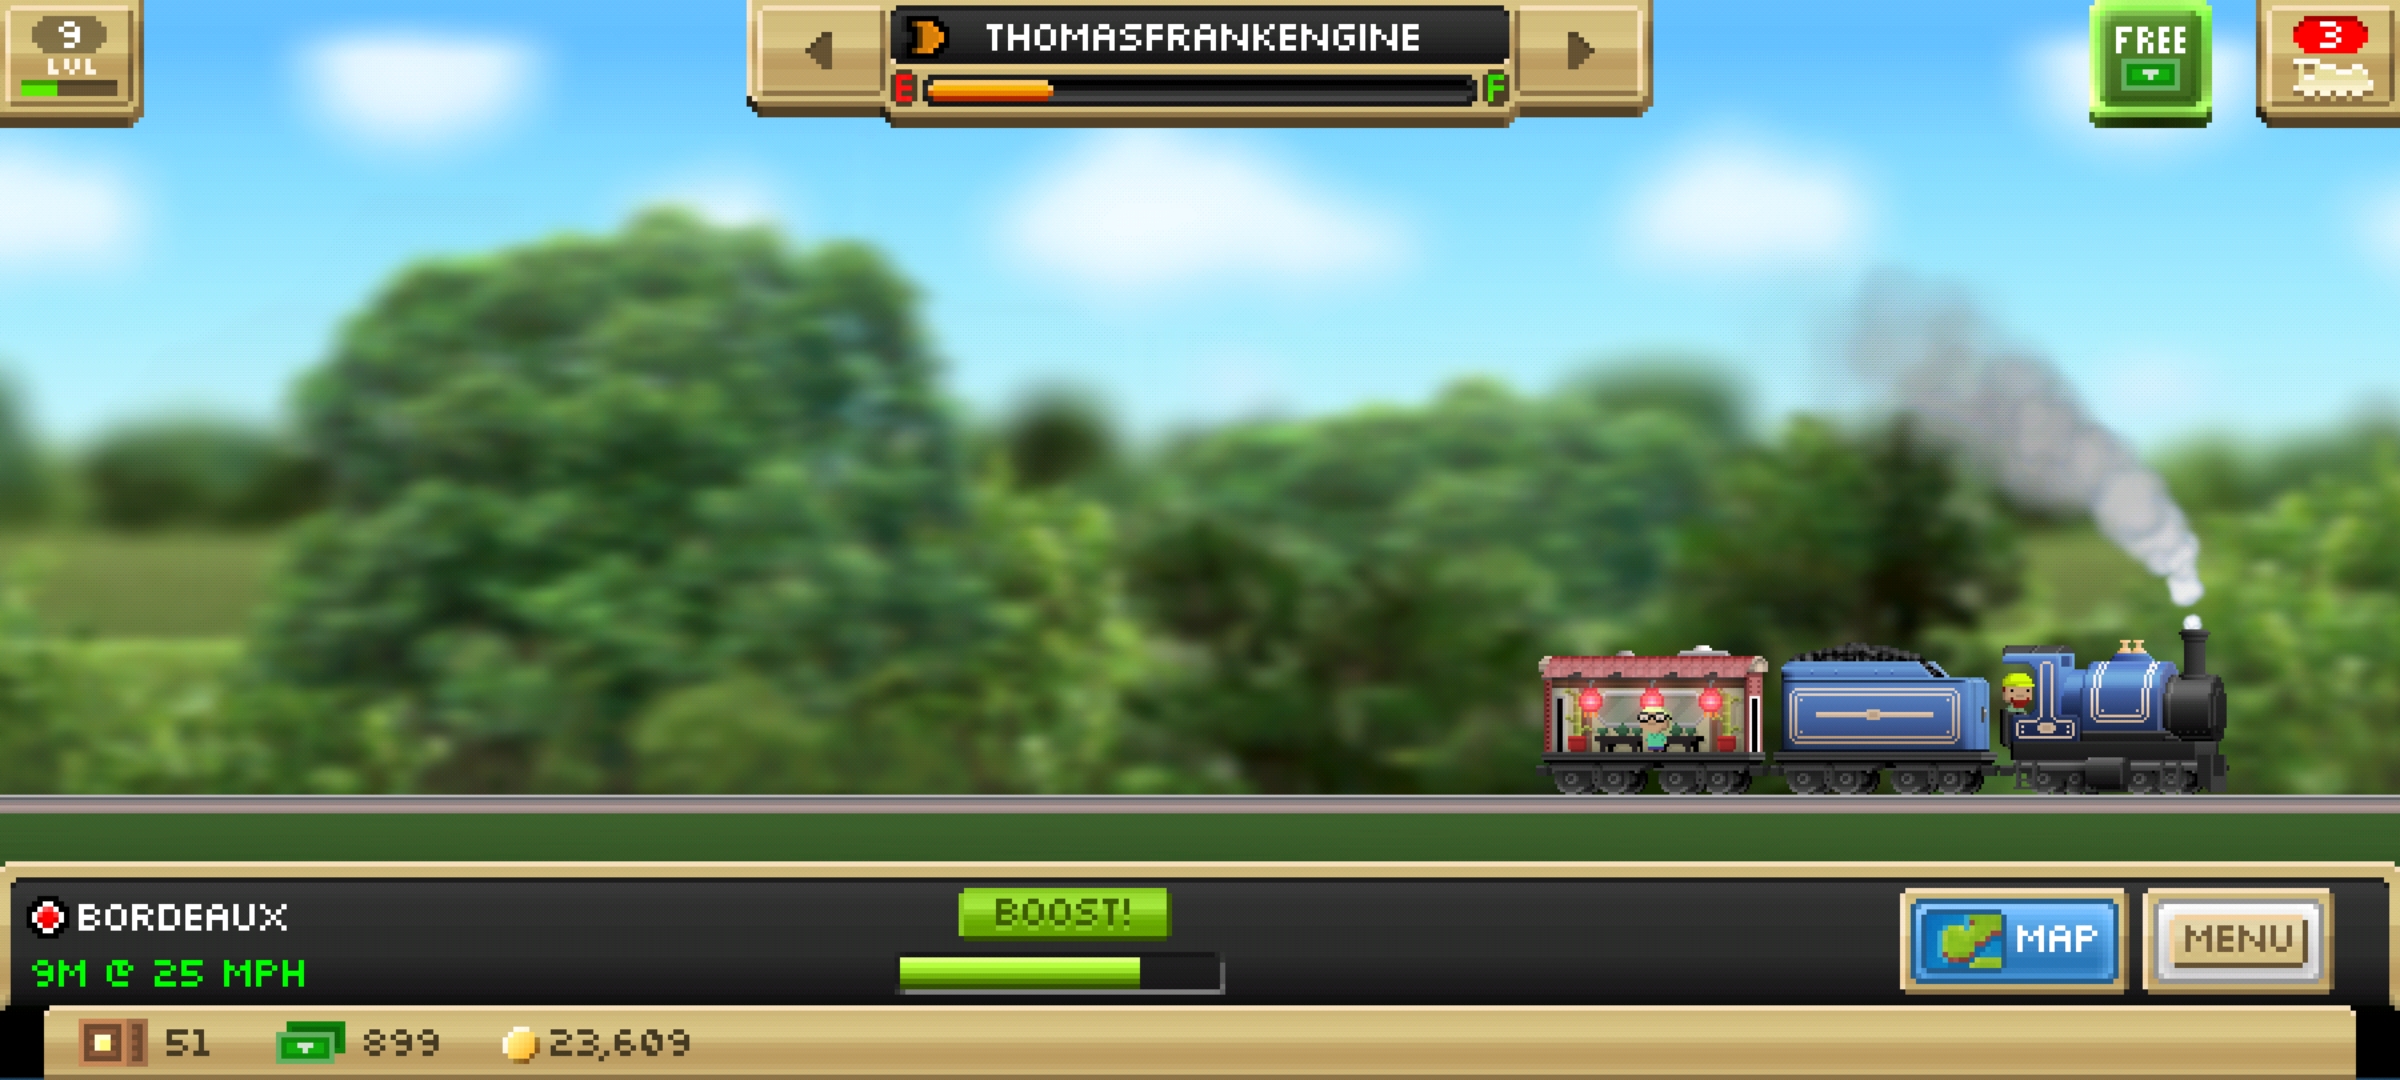 9
LVL
THOMASFRANKENGINE
E F
FREE
3
BORDEAUX
9M @ 25 MPH
BOOST!
MAP
MENU
51 899 23,609